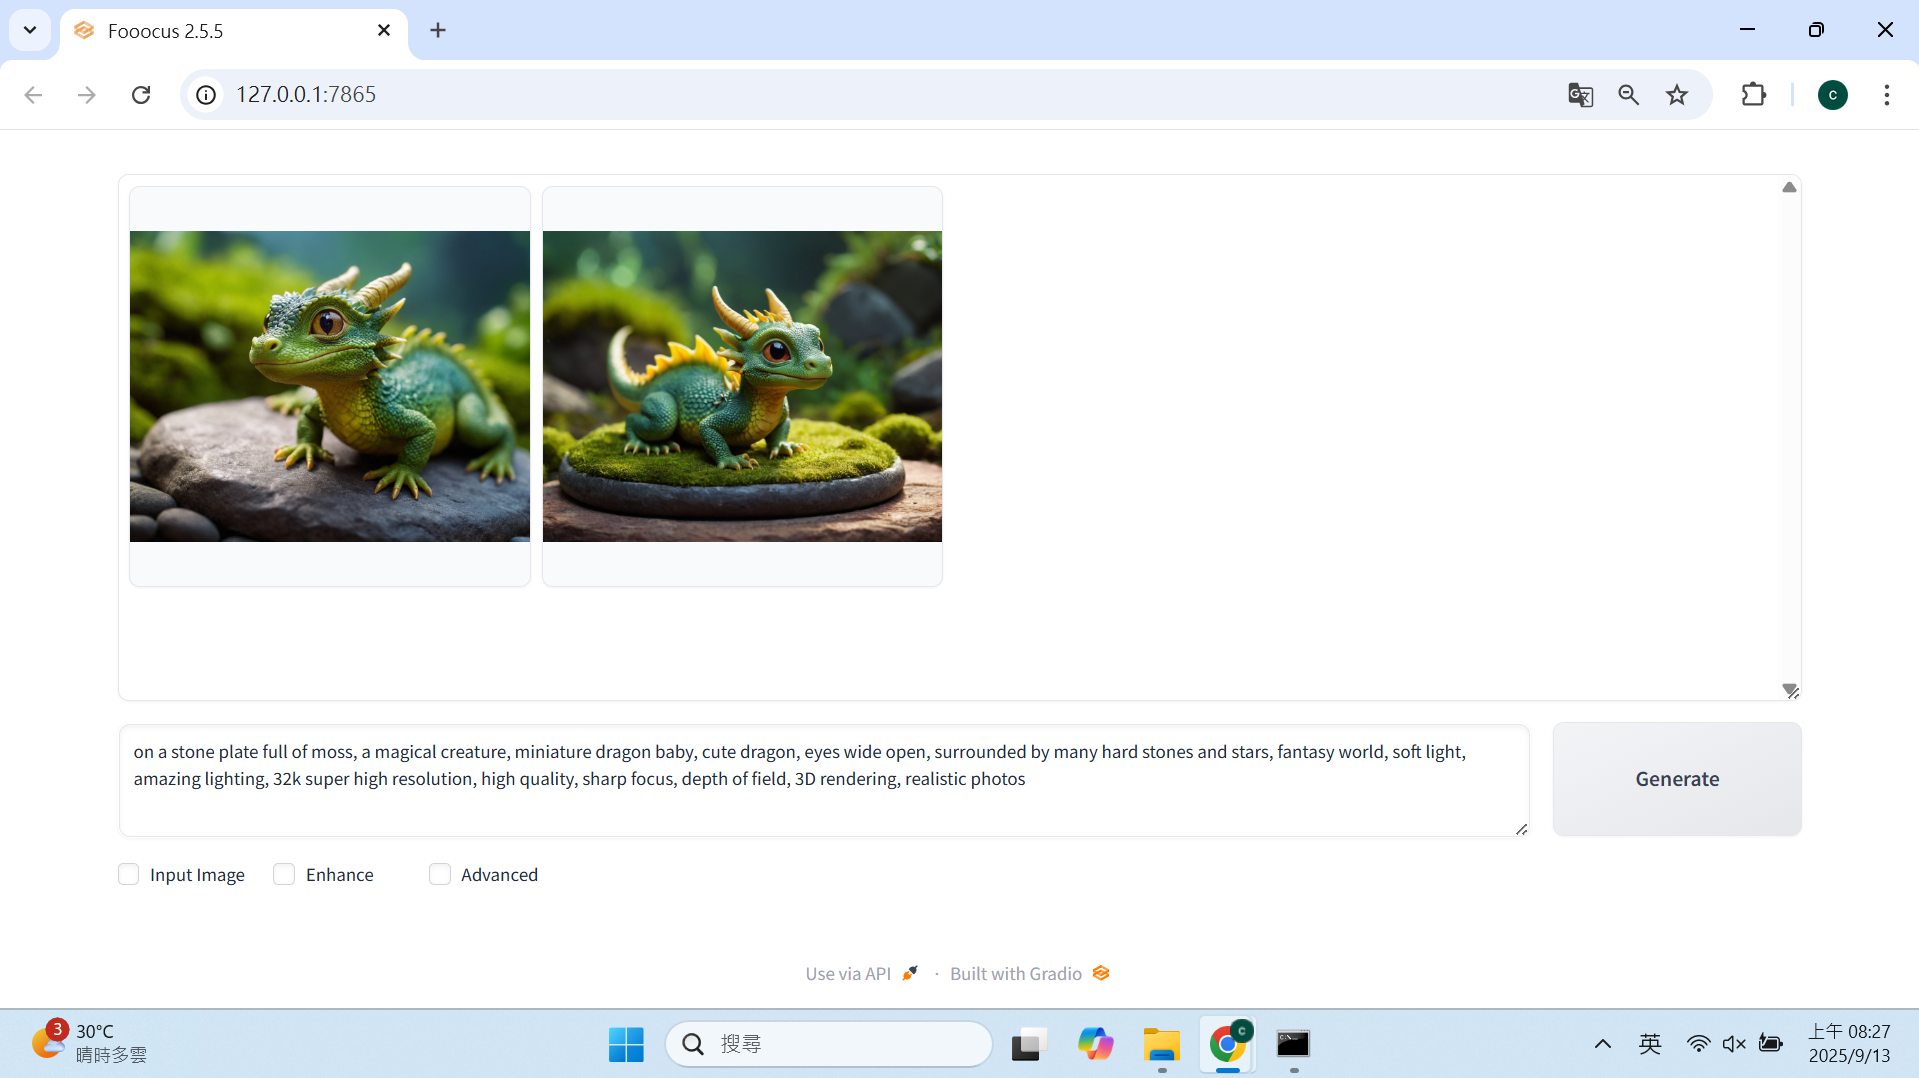 Fooocus 2.5.5
127.0.0.1:7865
C
on a stone plate full of moss, a magical creature, miniature dragon baby, cute dragon, eyes wide open, surrounded by many hard stones and stars, fantasy world, soft light,
amazing lighting, 32k super high resolution, high quality, sharp focus, depth of field, 3D rendering, realistic photos
Generate
Input Image
Enhance
Advanced
Use via API
·
Built with Gradio
3
30°C
晴時多雲
搜尋
C
英
上午 08:27
2025/9/13